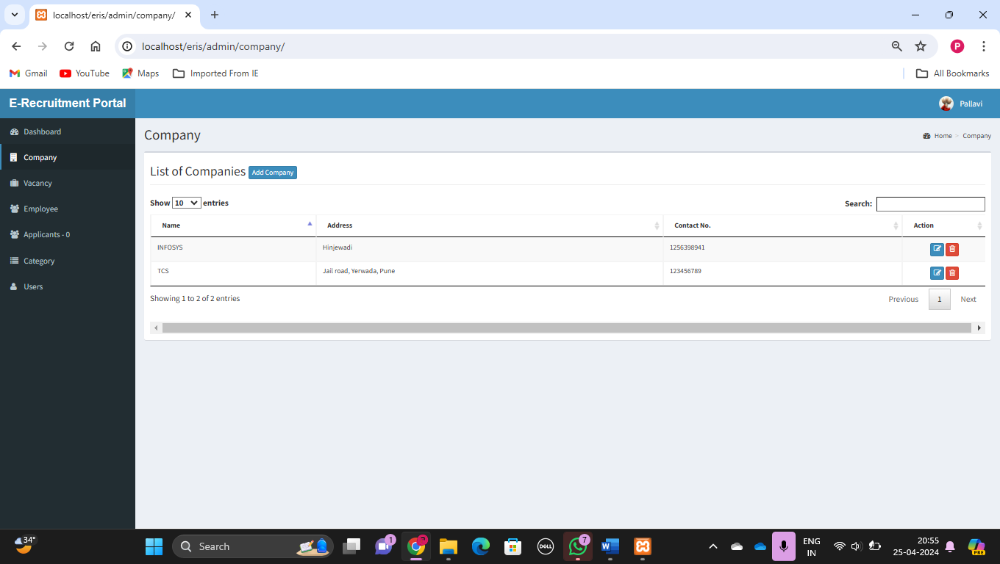 localhost/eris/admin/company/
localhost/eris/admin/company/
P
Gmail YouTube Maps Imported From IE All Bookmarks
E-Recruitment Portal Pallavi
Dashboard
Company
Vacancy
Employee
Applicants - 0
Category
Users
Company Home > Company
List of Companies Add Company
Show 10 entries Search:
Name Address Contact No. Action
INFOSYS Hinjewadi 1256398941
TCS Jail road, Yerwada, Pune 123456789
Showing 1 to 2 of 2 entries Previous 1 Next
34° Search 1 P DELL 7 W ENG 20:55
IN 25-04-2024 PRE